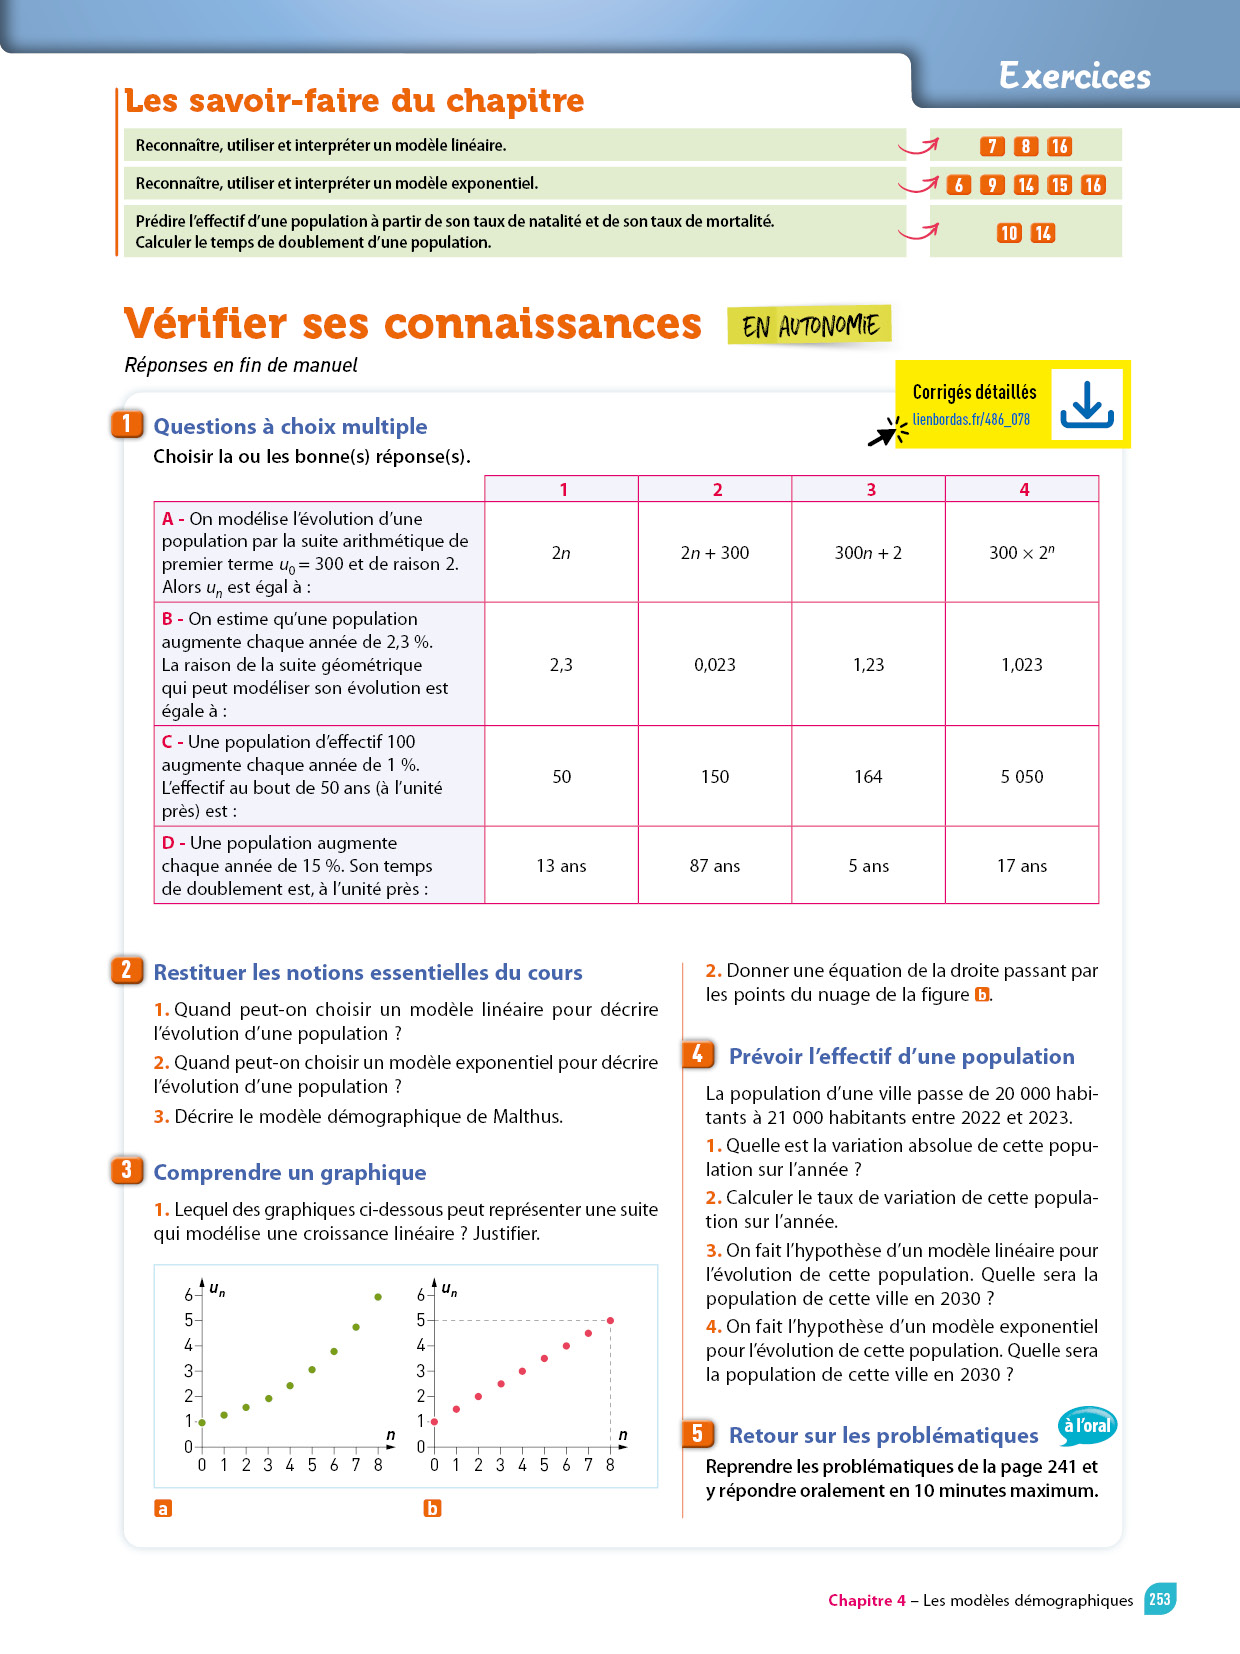 Exercices
Les savoir-faire du chapitre
Reconnaître, utiliser et interpréter un modèle linéaire.
7 8 16
Reconnaître, utiliser et interpréter un modèle exponentiel.
6 9 14 15 16
Prédire l'effectif d'une population à partir de son taux de natalité et de son taux de mortalité.
Calculer le temps de doublement d'une population.
10 14
Vérifier ses connaissances
EN AUTONOMIE
Réponses en fin de manuel
Corrigés détaillés
lienbordas.fr/486_078
1 Questions à choix multiple
Choisir la ou les bonne(s) réponse(s).
1 2 3 4
A - On modélise l'évolution d'une
population par la suite arithmétique de
premier terme u₀ = 300 et de raison 2.
Alors uₙ est égal à :
2n 2n + 300 300n + 2 300 × 2ⁿ
B - On estime qu'une population
augmente chaque année de 2,3 %.
La raison de la suite géométrique
qui peut modéliser son évolution est
égale à :
2,3 0,023 1,23 1,023
C - Une population d'effectif 100
augmente chaque année de 1 %.
L'effectif au bout de 50 ans (à l'unité
près) est :
50 150 164 5 050
D - Une population augmente
chaque année de 15 %. Son temps
de doublement est, à l'unité près :
13 ans 87 ans 5 ans 17 ans
2 Restituer les notions essentielles du cours
1. Quand peut-on choisir un modèle linéaire pour décrire
l'évolution d'une population ?
2. Quand peut-on choisir un modèle exponentiel pour décrire
l'évolution d'une population ?
3. Décrire le modèle démographique de Malthus.
3 Comprendre un graphique
1. Lequel des graphiques ci-dessous peut représenter une suite
qui modélise une croissance linéaire ? Justifier.
uₙ
6
5
4
3
2
1
0
n
0 1 2 3 4 5 6 7 8
a
uₙ
6
5
4
3
2
1
0
n
0 1 2 3 4 5 6 7 8
b
2. Donner une équation de la droite passant par
les points du nuage de la figure b.
4 Prévoir l'effectif d'une population
La population d'une ville passe de 20 000 habi-
tants à 21 000 habitants entre 2022 et 2023.
1. Quelle est la variation absolue de cette popu-
lation sur l'année ?
2. Calculer le taux de variation de cette popula-
tion sur l'année.
3. On fait l'hypothèse d'un modèle linéaire pour
l'évolution de cette population. Quelle sera la
population de cette ville en 2030 ?
4. On fait l'hypothèse d'un modèle exponentiel
pour l'évolution de cette population. Quelle sera
la population de cette ville en 2030 ?
5 Retour sur les problématiques
à l'oral
Reprendre les problématiques de la page 241 et
y répondre oralement en 10 minutes maximum.
Chapitre 4 – Les modèles démographiques 253